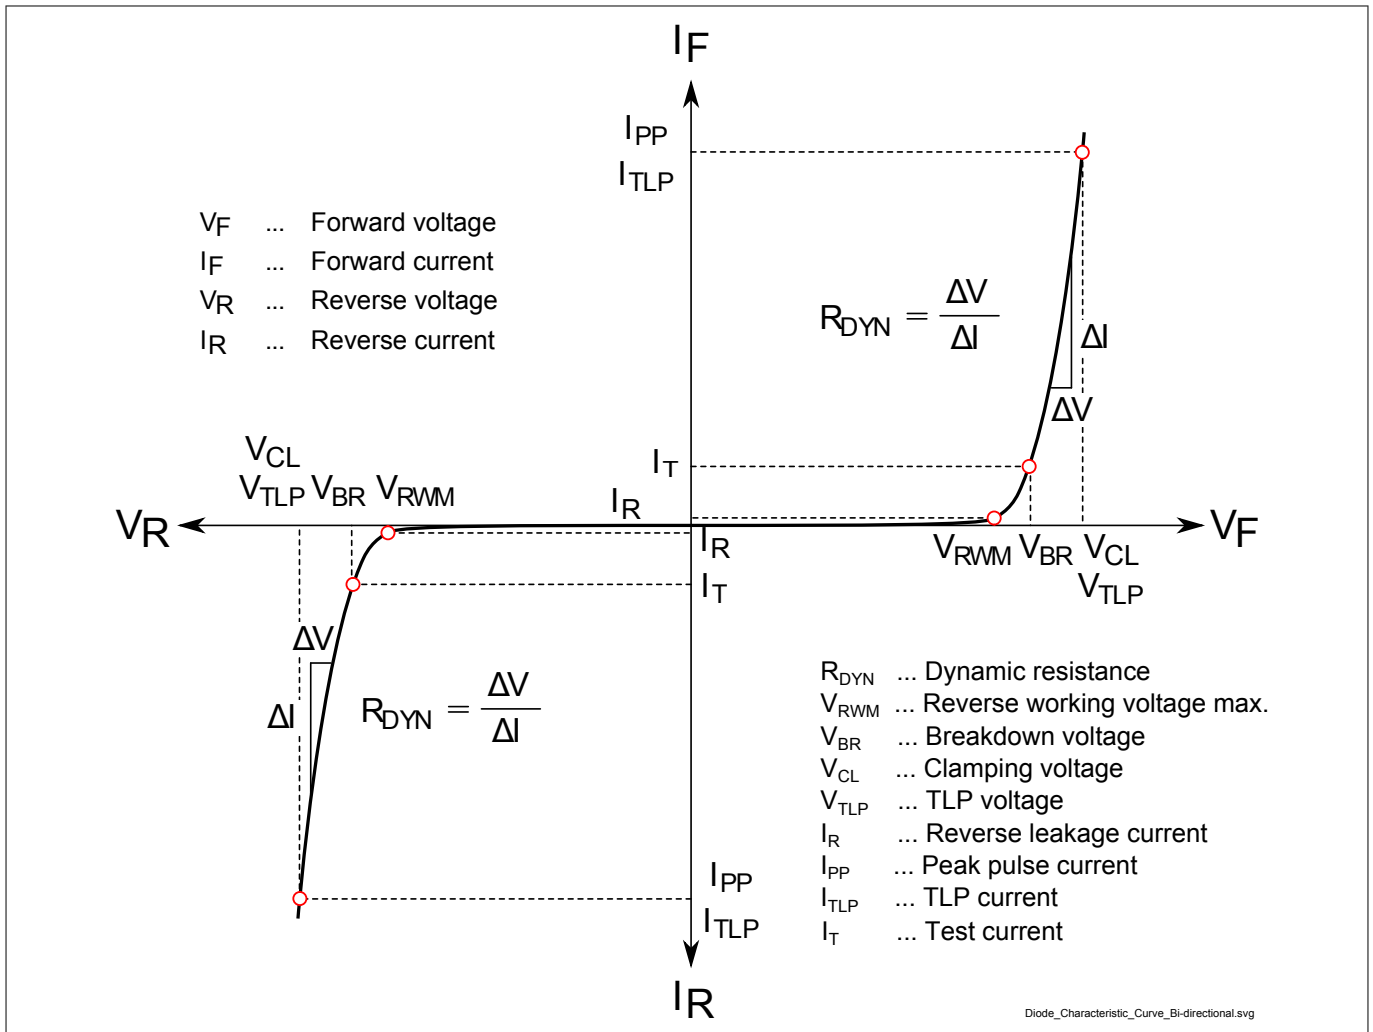 IF
IPP
ITLP
VF ... Forward voltage
IF ... Forward current
VR ... Reverse voltage
IR ... Reverse current
RDYN = ΔV
ΔI
ΔI
ΔV
VCL
VTLP VBR VRWM
IT
IR
VR
VF
IR
VRWM VBR VCL
VTLP
IT
ΔV
ΔI
RDYN = ΔV
ΔI
RDYN ... Dynamic resistance
VRWM ... Reverse working voltage max.
VBR ... Breakdown voltage
VCL ... Clamping voltage
VTLP ... TLP voltage
IR ... Reverse leakage current
IPP ... Peak pulse current
ITLP ... TLP current
IT ... Test current
IPP
ITLP
IR
Diode_Characteristic_Curve_Bi-directional.svg